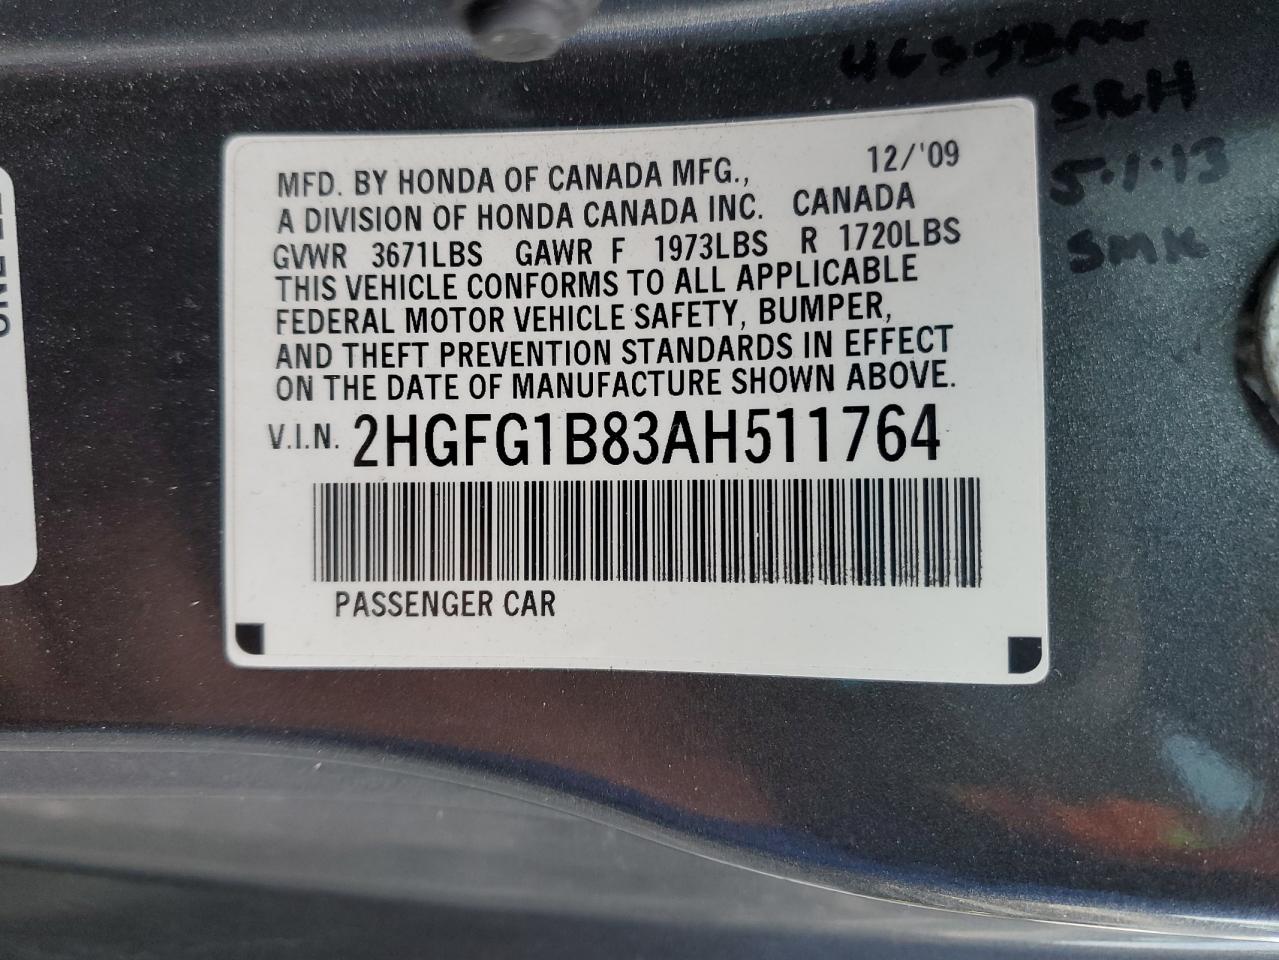 MFD. BY HONDA OF CANADA MFG., 12/'09
A DIVISION OF HONDA CANADA INC. CANADA
GVWR 3671LBS GAWR F 1973LBS R 1720LBS
THIS VEHICLE CONFORMS TO ALL APPLICABLE
FEDERAL MOTOR VEHICLE SAFETY, BUMPER,
AND THEFT PREVENTION STANDARDS IN EFFECT
ON THE DATE OF MANUFACTURE SHOWN ABOVE.
V.I.N. 2HGFG1B83AH511764
PASSENGER CAR
SRH
5.1.13
SMK